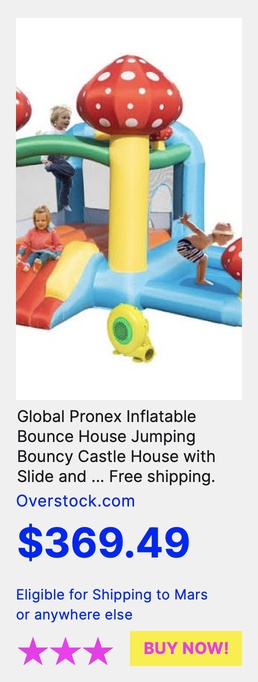 Global Pronex Inflatable
Bounce House Jumping
Bouncy Castle House with
Slide and ... Free shipping.
Overstock.com
$369.49
Eligible for Shipping to Mars
or anywhere else
BUY NOW!